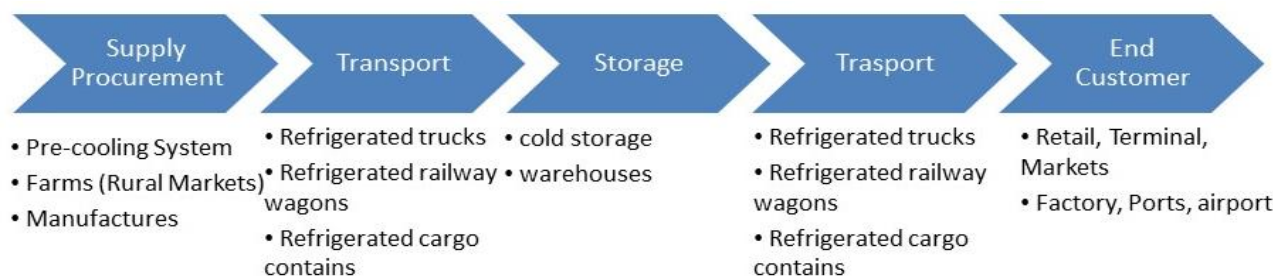 Supply
Procurement
Transport
Storage
Trasport
End
Customer
• Pre-cooling System
• Farms (Rural Markets)
• Manufactures
• Refrigerated trucks
• Refrigerated railway
wagons
• Refrigerated cargo
contains
• cold storage
• warehouses
• Refrigerated trucks
• Refrigerated railway
wagons
• Refrigerated cargo
contains
• Retail, Terminal,
Markets
• Factory, Ports, airport